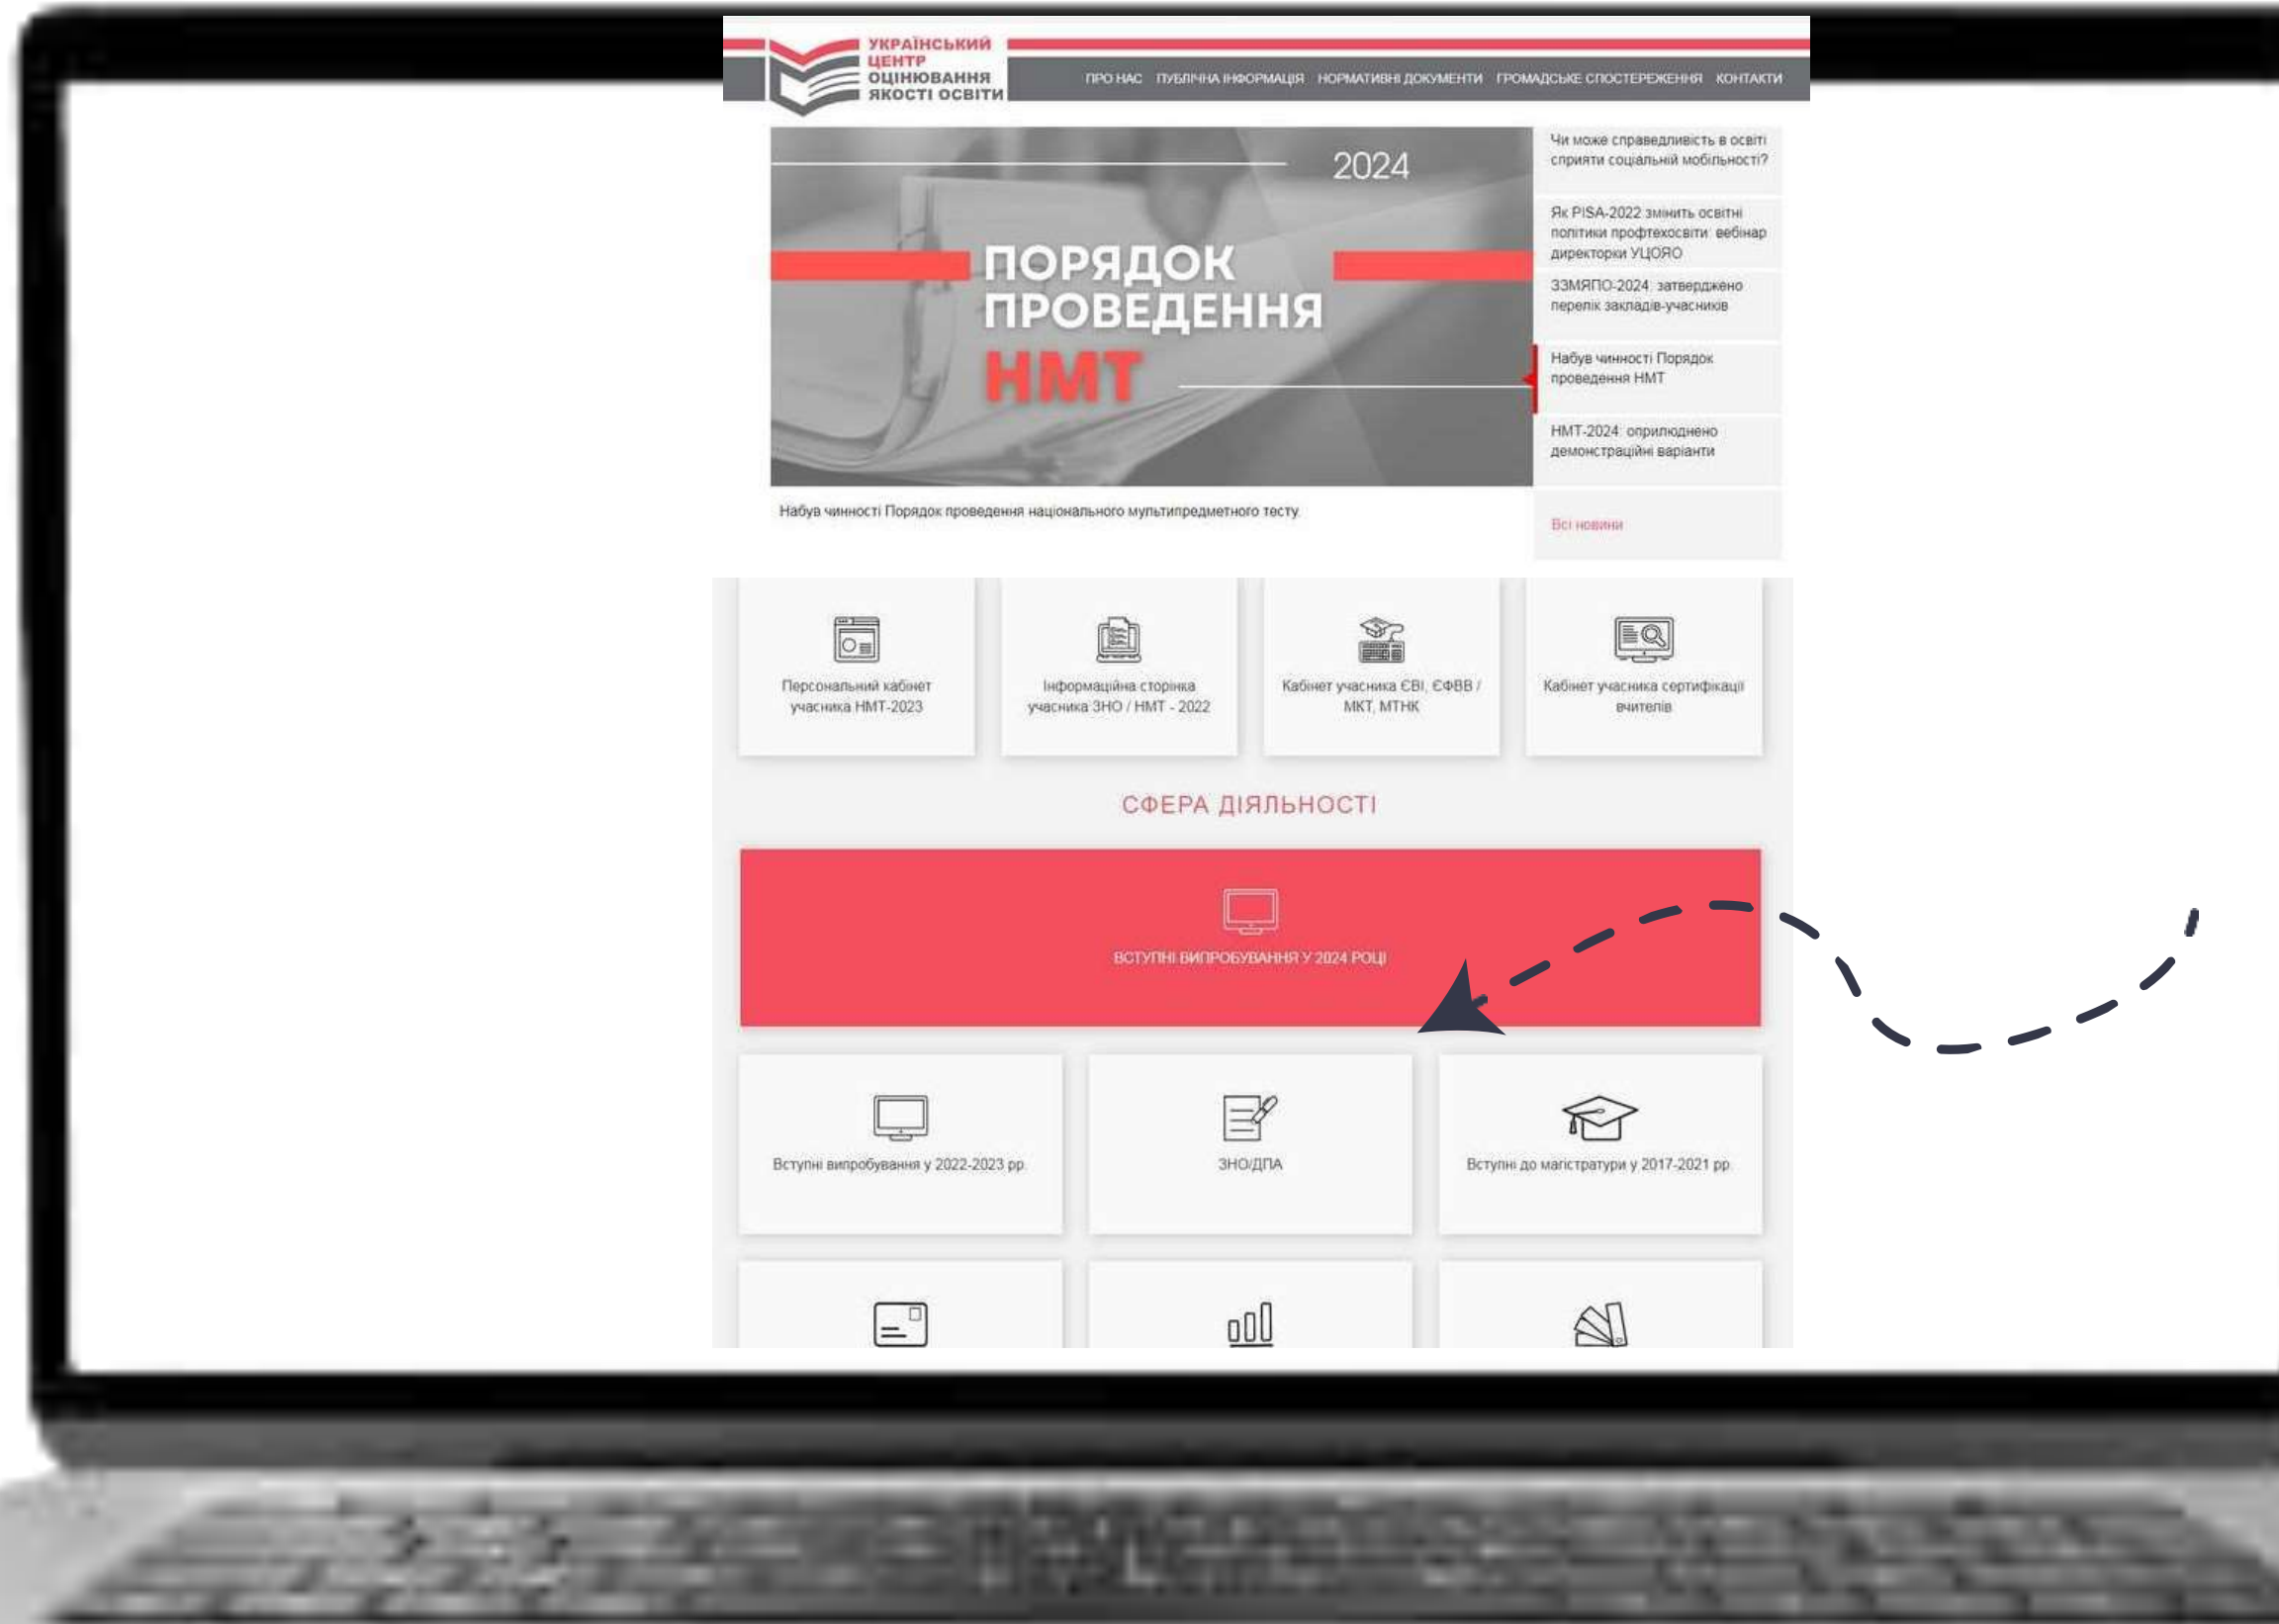 УКРАЇНСЬКИЙ
ЦЕНТР
ОЦІНЮВАННЯ
ЯКОСТІ ОСВІТИ
ПРО НАС ПУБЛІЧНА ІНФОРМАЦІЯ НОРМАТИВНІ ДОКУМЕНТИ ГРОМАДСЬКЕ СПОСТЕРЕЖЕННЯ КОНТАКТИ
2024
ПОРЯДОК
ПРОВЕДЕННЯ
НМТ
Набув чинності Порядок проведення національного мультипредметного тесту.
Чи може справедливість в освіті
сприяти соціальній мобільності?
Як PISA-2022 змінить освітні
політики профтехосвіти: вебінар
директорки УЦОЯО
ЗЗМЯПО-2024: затверджено
перелік закладів-учасників
Набув чинності Порядок
проведення НМТ
НМТ-2024: оприлюднено
демонстраційні варіанти
Всі новини
Персональний кабінет
учасника НМТ-2023
Інформаційна сторінка
учасника ЗНО / НМТ - 2022
Кабінет учасника ЄВІ, ЄФВВ /
МКТ, МТНК
Кабінет учасника сертифікації
вчителів
СФЕРА ДІЯЛЬНОСТІ
ВСТУПНІ ВИПРОБУВАННЯ У 2024 РОЦІ
Вступні випробування у 2022-2023 рр.
ЗНО/ДПА
Вступні до магістратури у 2017-2021 рр.